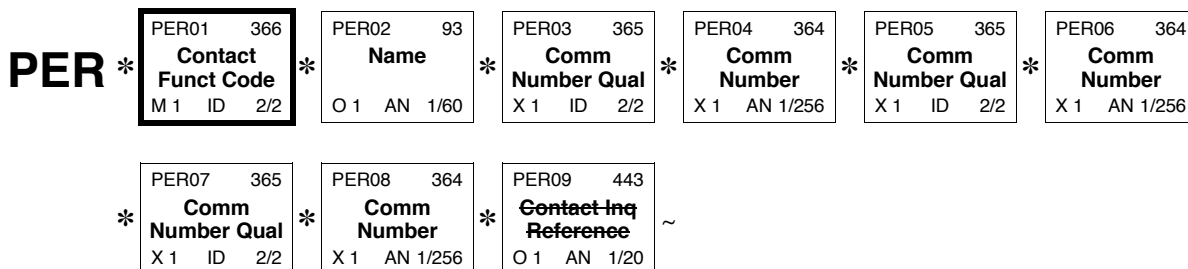 PER01 366 PER02 93 PER03 365 PER04 364 PER05 365 PER06 364
PER * Contact Funct Code * Name * Comm Number Qual * Comm Number * Comm Number Qual * Comm Number
M 1 ID 2/2 O 1 AN 1/60 X 1 ID 2/2 X 1 AN 1/256 X 1 ID 2/2 X 1 AN 1/256
PER07 365 PER08 364 PER09 443
* Comm Number Qual * Comm Number * Contact Inq Reference ~
X 1 ID 2/2 X 1 AN 1/256 O 1 AN 1/20